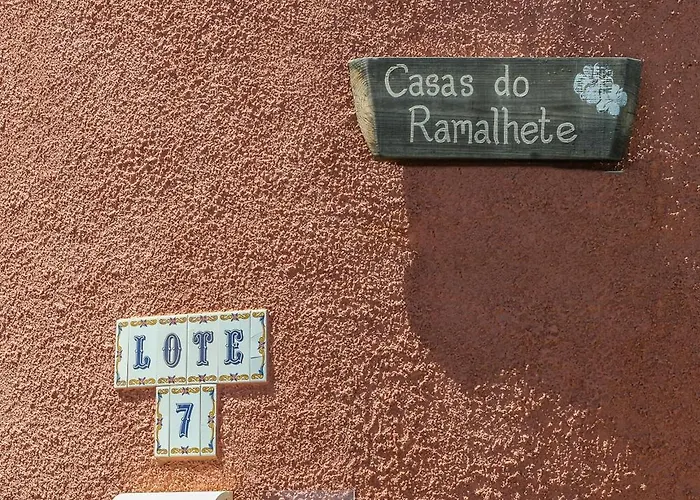 Casas do
Ramalhete
LOTE
7